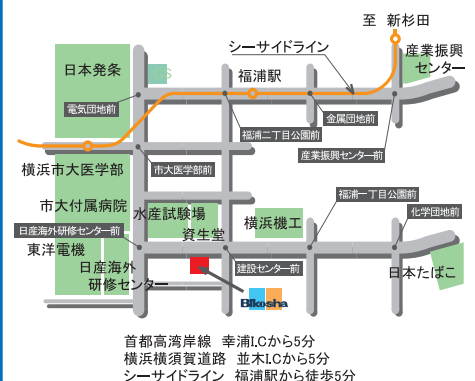 至 新杉田
シーサイドライン
産業振興
センター
日本発条
福浦駅
電気団地前
金属団地前
福浦二丁目公園前
産業振興センター前
横浜市大医学部
市大医学部前
福浦一丁目公園前
市大付属病院
水産試験場
横浜機工
化学団地前
日産海外研修センター前
資生堂
東洋電機
日産海外
研修センター
建設センター前
日本たばこ
Bikosha
首都高湾岸線 幸浦I.Cから5分
横浜横須賀道路 並木I.Cから5分
シーサイドライン 福浦駅から徒歩5分